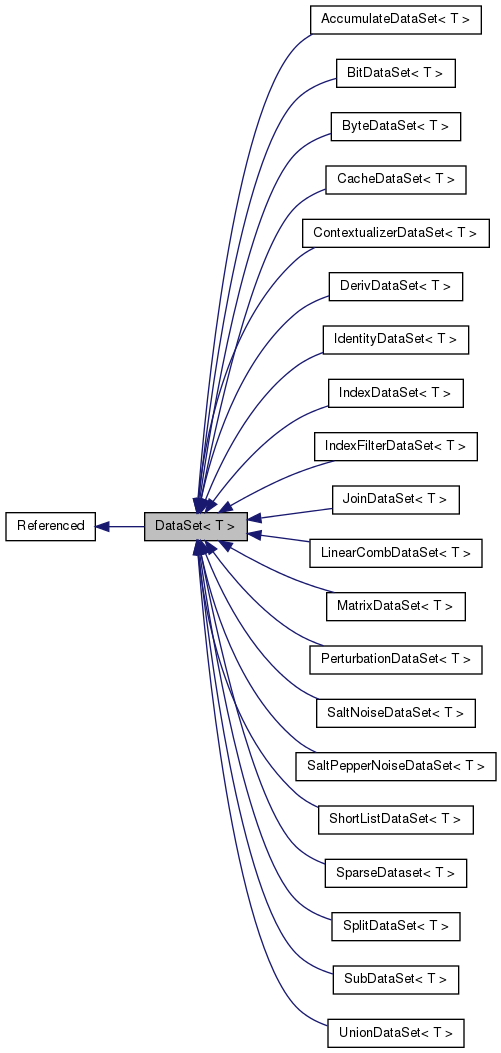 AccumulateDataSet< T >
BitDataSet< T >
ByteDataSet< T >
CacheDataSet< T >
ContextualizerDataSet< T >
DerivDataSet< T >
IdentityDataSet< T >
IndexDataSet< T >
IndexFilterDataSet< T >
JoinDataSet< T >
Referenced
DataSet< T >
LinearCombDataSet< T >
MatrixDataSet< T >
PerturbationDataSet< T >
SaltNoiseDataSet< T >
SaltPepperNoiseDataSet< T >
ShortListDataSet< T >
SparseDataset< T >
SplitDataSet< T >
SubDataSet< T >
UnionDataSet< T >